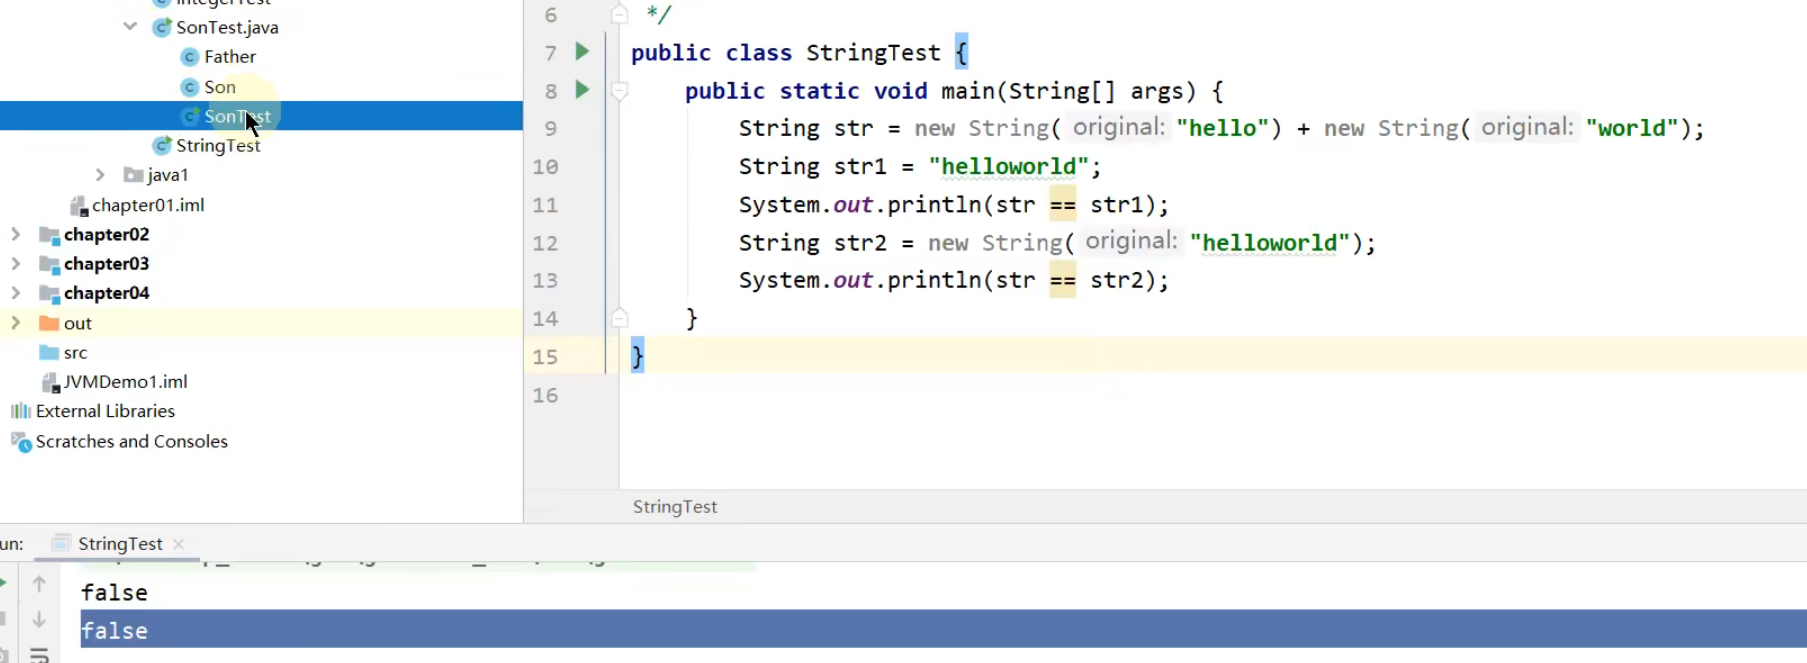 IntegerTest
SonTest.java
Father
Son
SonTest
StringTest
java1
chapter01.iml
chapter02
chapter03
chapter04
out
src
JVMDemo1.iml
External Libraries
Scratches and Consoles
6 */
7 public class StringTest {
8 public static void main(String[] args) {
9 String str = new String( original: "hello") + new String( original: "world");
10 String str1 = "helloworld";
11 System.out.println(str == str1);
12 String str2 = new String( original: "helloworld");
13 System.out.println(str == str2);
14 }
15 }
16
StringTest
un: StringTest ×
false
false